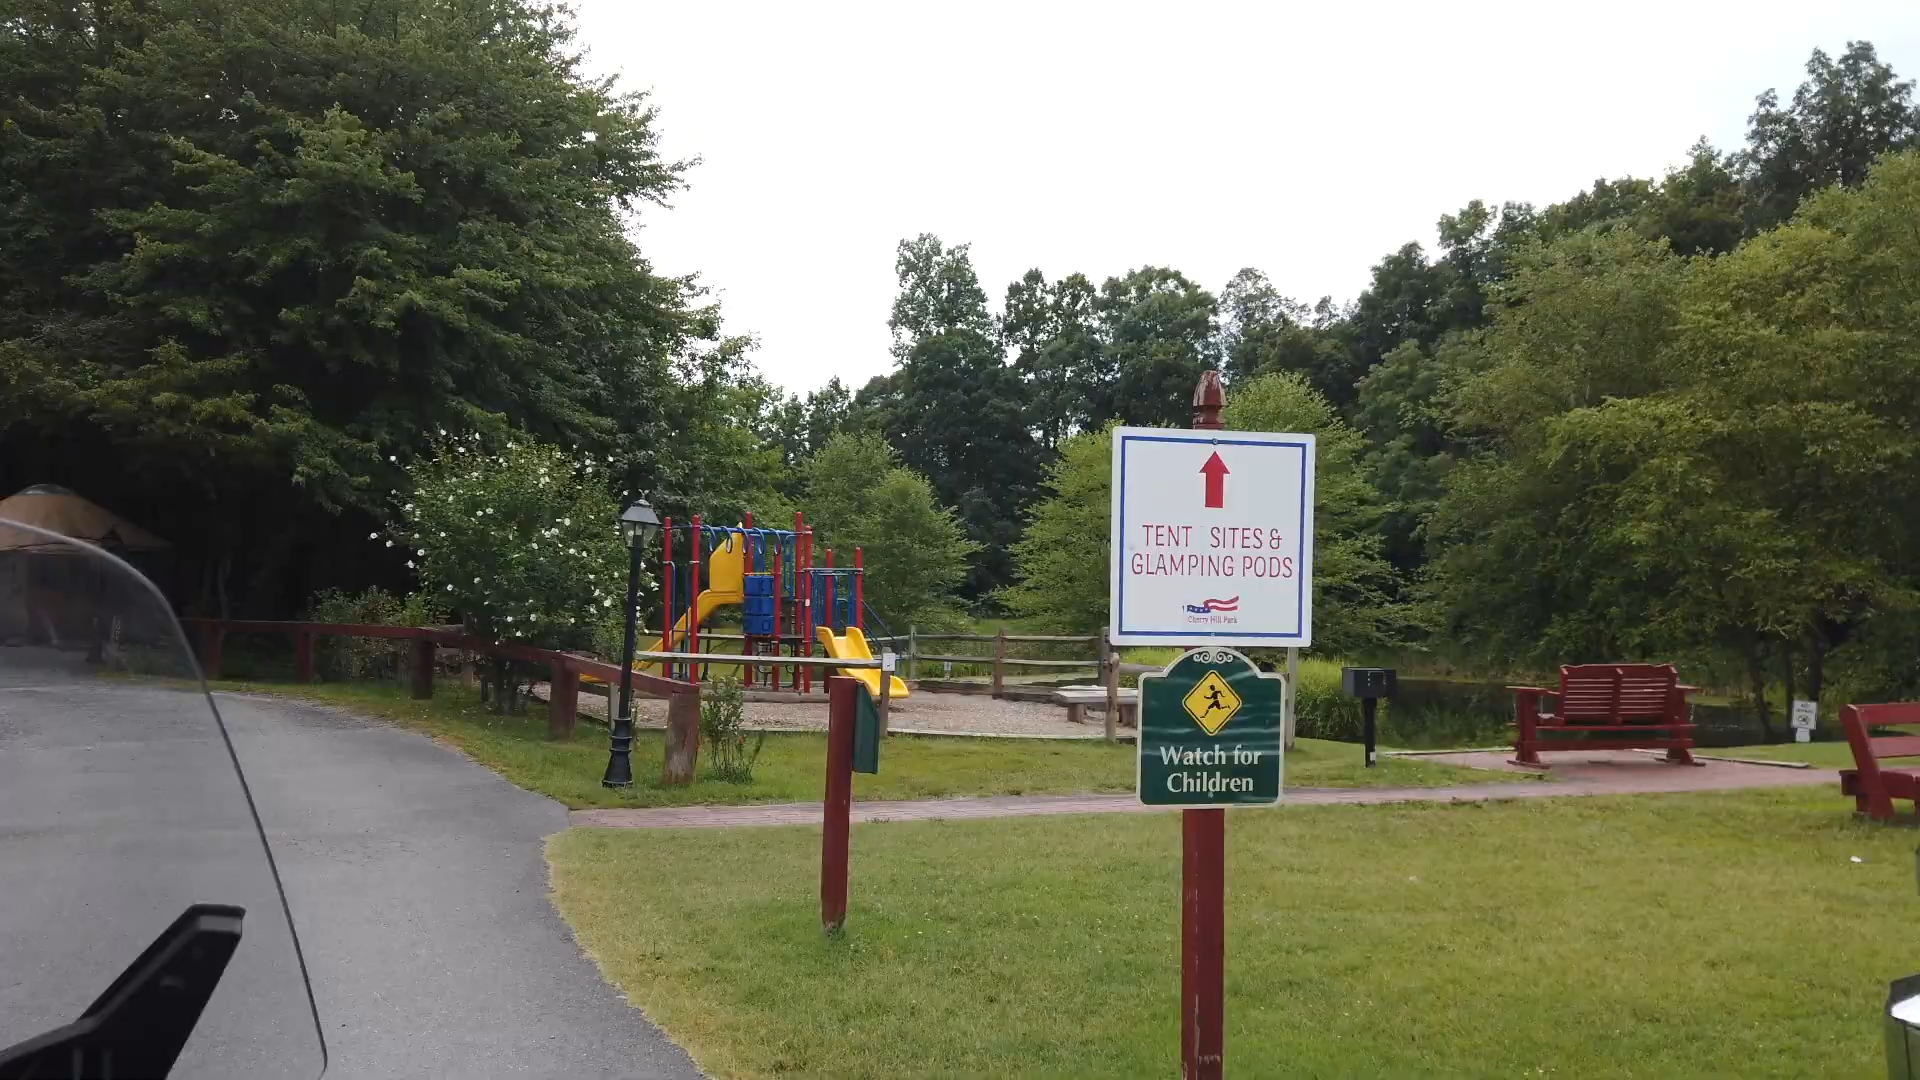 TENT SITES &
GLAMPING PODS
Cherry Hill Park
Watch for
Children